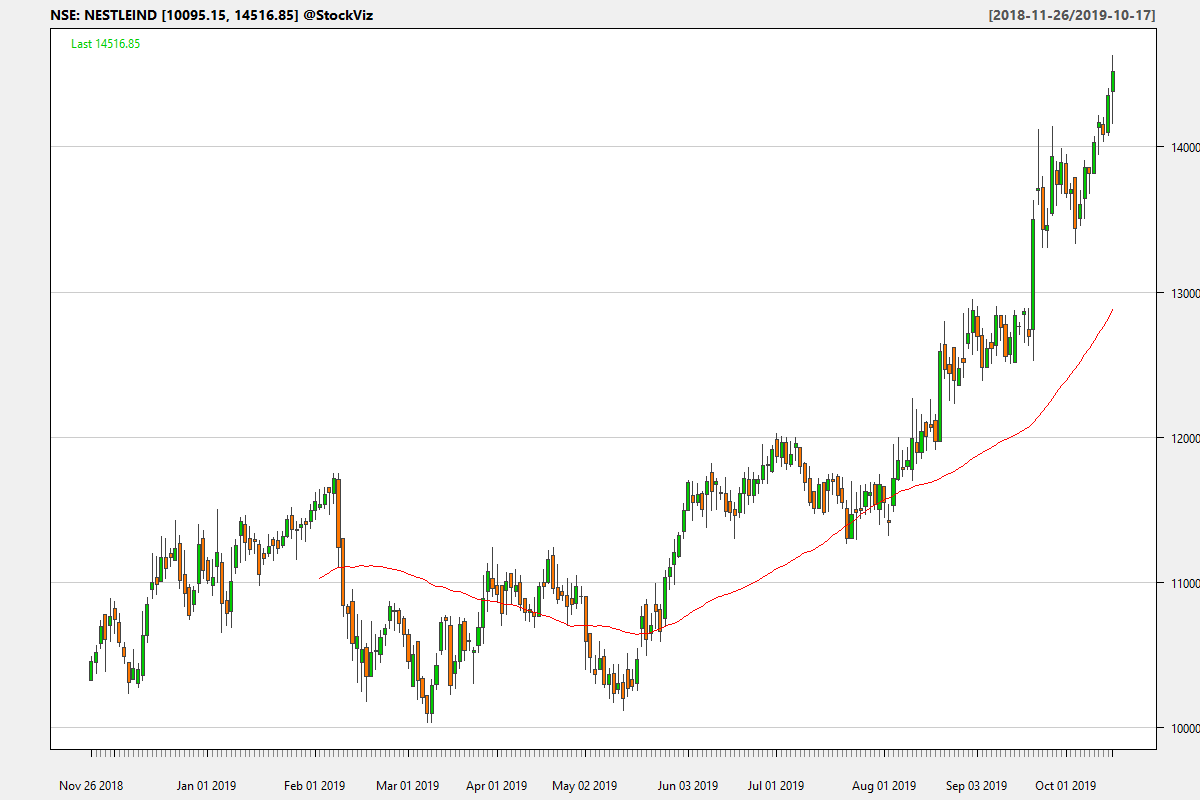 NSE: NESTLEIND [10095.15, 14516.85] @StockViz
[2018-11-26/2019-10-17]
Last 14516.85
14000
13000
12000
11000
10000
Nov 26 2018
Jan 01 2019
Feb 01 2019
Mar 01 2019
Apr 01 2019
May 02 2019
Jun 03 2019
Jul 01 2019
Aug 01 2019
Sep 03 2019
Oct 01 2019